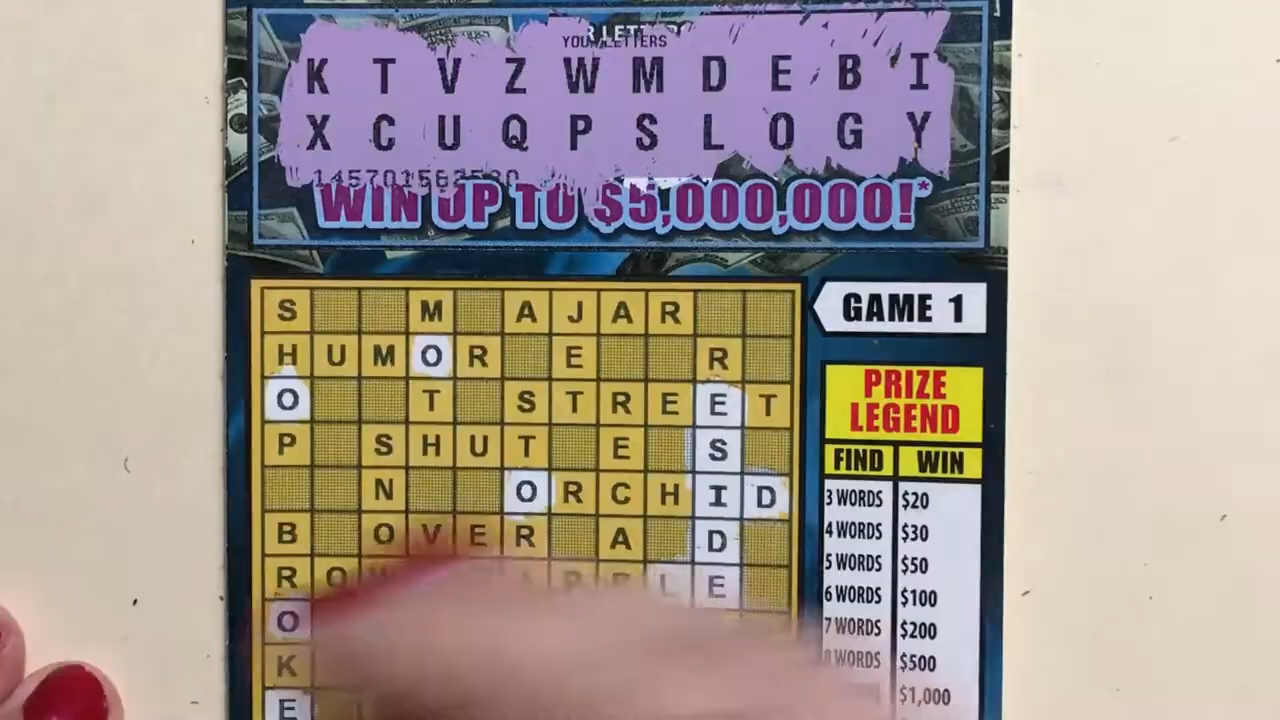 YOUR LETTERS
K T V Z W M D E B I
X C U Q P S L O G Y
WIN UP TO $5,000,000!*
GAME 1
S M A J A R
H U M O R E R
O T S T R E E T
P S H U T E S
N O R C H I D
B O V E R A D
R O L E
O
K
E
PRIZE LEGEND
FIND WIN
3 WORDS $20
4 WORDS $30
5 WORDS $50
6 WORDS $100
7 WORDS $200
WORDS $500
$1,000